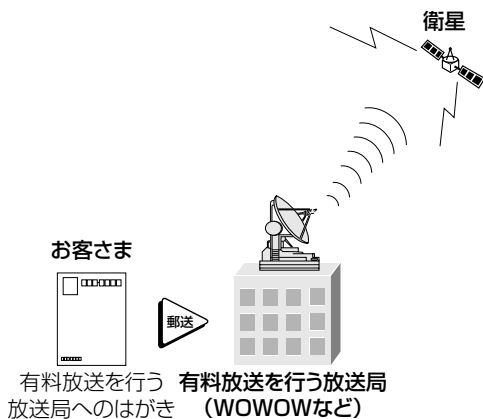 衛星
お客さま
郵送
有料放送を行う
放送局へのはがき
有料放送を行う放送局
(WOWOWなど)